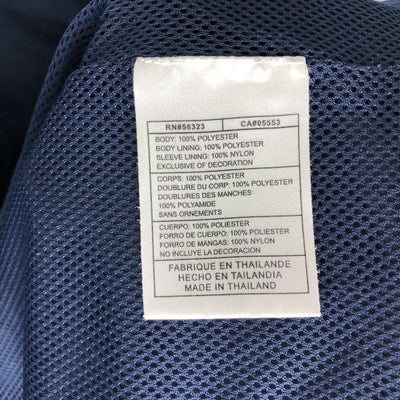 RN#56323 CA#05553
BODY: 100% POLYESTER
BODY LINING: 100% POLYESTER
SLEEVE LINING: 100% NYLON
EXCLUSIVE OF DECORATION
CORPS: 100% POLYESTER
DOUBLURE DU CORP: 100% POLYESTER
DOUBLURES DES MANCHES
100% POLYAMIDE
SANS ORNEMENTS
CUERPO: 100% POLIESTER
FORRO DE CUERPO: 100% POLIESTER
FORRO DE MANGAS: 100% NYLON
NO INCLUYE LA DECORACION
FABRIQUE EN THAILANDE
HECHO EN TAILANDIA
MADE IN THAILAND